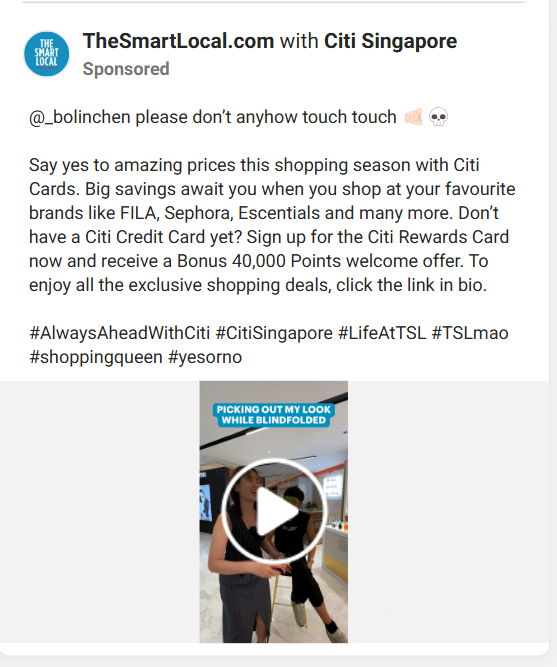 THE
SMART
LOCAL
TheSmartLocal.com with Citi Singapore
Sponsored
@_bolinchen please don’t anyhow touch touch 🤛🏻💀
Say yes to amazing prices this shopping season with Citi
Cards. Big savings await you when you shop at your favourite
brands like FILA, Sephora, Escentials and many more. Don’t
have a Citi Credit Card yet? Sign up for the Citi Rewards Card
now and receive a Bonus 40,000 Points welcome offer. To
enjoy all the exclusive shopping deals, click the link in bio.
#AlwaysAheadWithCiti #CitiSingapore #LifeAtTSL #TSLmao
#shoppingqueen #yesorno
PICKING OUT MY LOOK
WHILE BLINDFOLDED